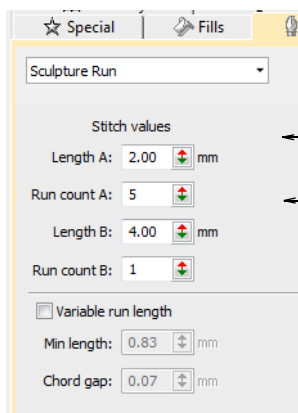 Special Fills
Sculpture Run
Stitch values
Length A: 2.00 mm
Run count A: 5
Length B: 4.00 mm
Run count B: 1
Variable run length
Min length: 0.83 mm
Chord gap: 0.07 mm